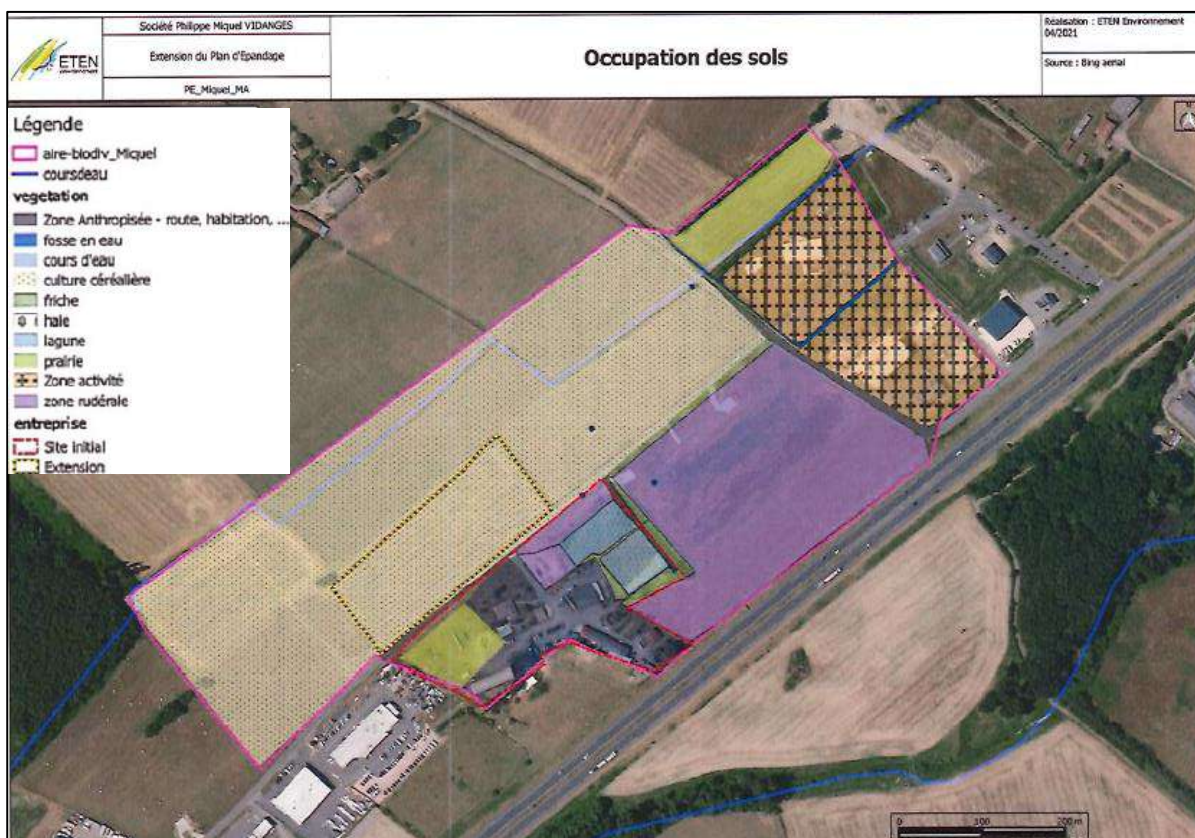 ETEN
environnement
Société Philippe Miquel VIDANGES
Extension du Plan d'Epandage
PE_Miquel_MA
Occupation des sols
Réalisation : ETEN Environnement
04/2021
Source : Bing aerial
Légende
aire-biodiv_Miquel
coursdeau
vegetation
Zone Anthropisée - route, habitation, ...
fosse en eau
cours d'eau
culture céréalière
friche
haie
lagune
prairie
Zone activité
zone rudérale
entreprise
Site initial
Extension
0 100 200 m